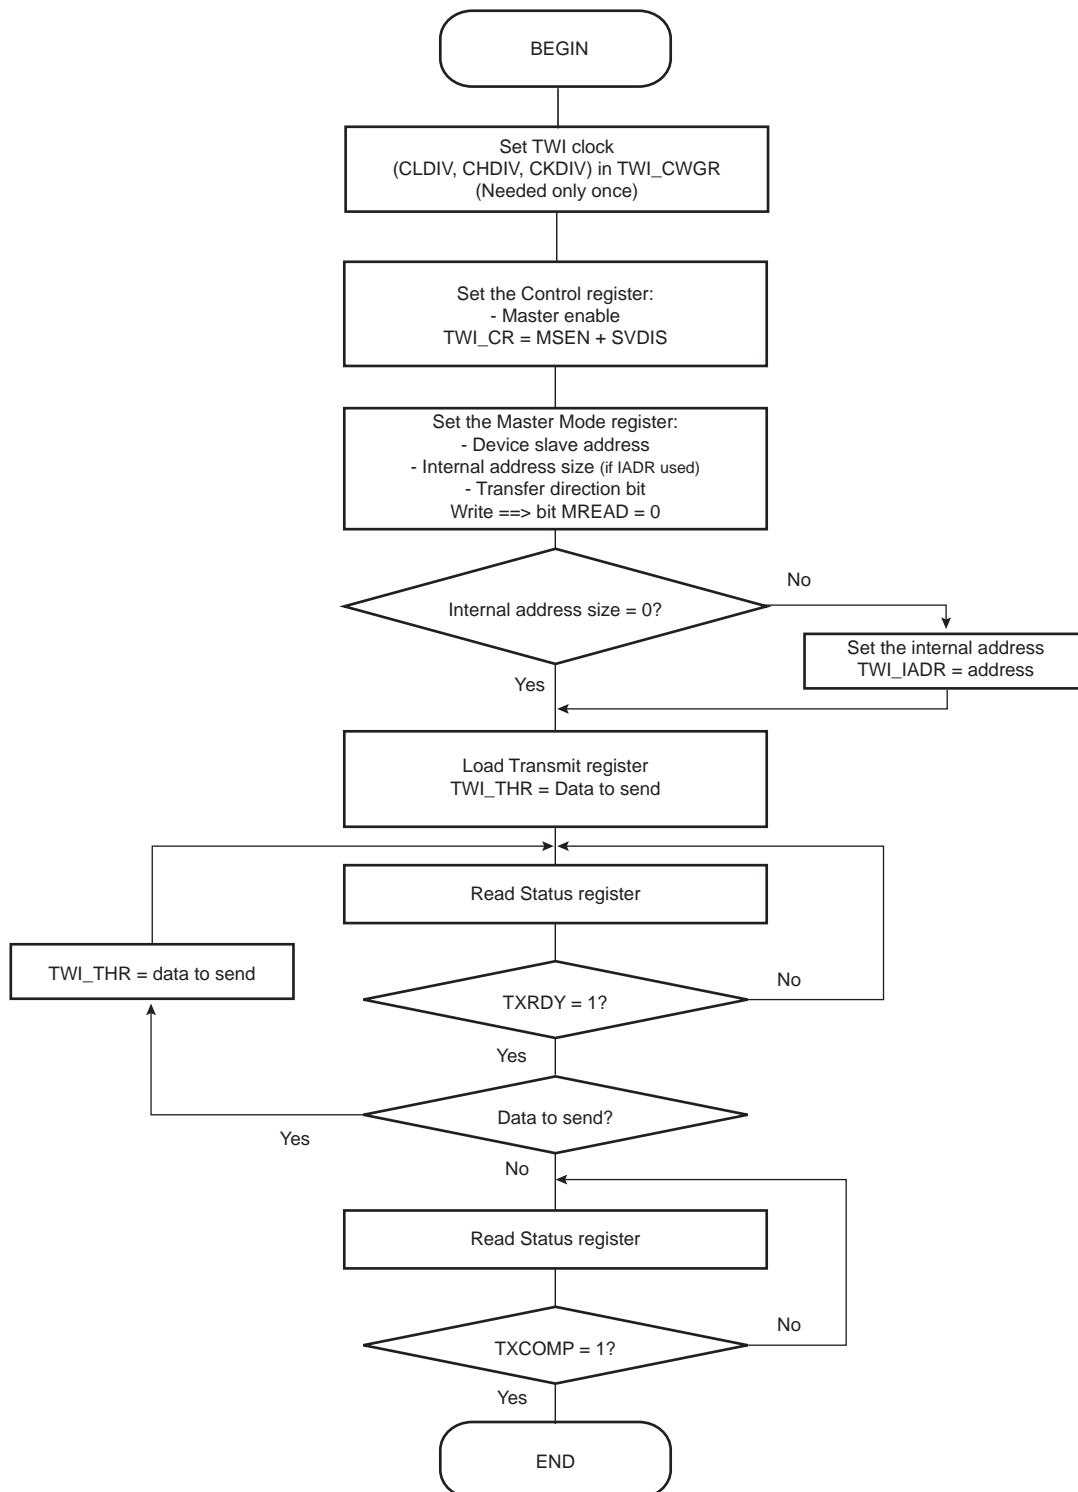 BEGIN
Set TWI clock
(CLDIV, CHDIV, CKDIV) in TWI_CWGR
(Needed only once)
Set the Control register:
- Master enable
TWI_CR = MSEN + SVDIS
Set the Master Mode register:
- Device slave address
- Internal address size (if IADR used)
- Transfer direction bit
Write ==> bit MREAD = 0
No
Internal address size = 0?
Set the internal address
TWI_IADR = address
Yes
Load Transmit register
TWI_THR = Data to send
Read Status register
TWI_THR = data to send
No
TXRDY = 1?
Yes
Data to send?
Yes
No
Read Status register
No
TXCOMP = 1?
Yes
END